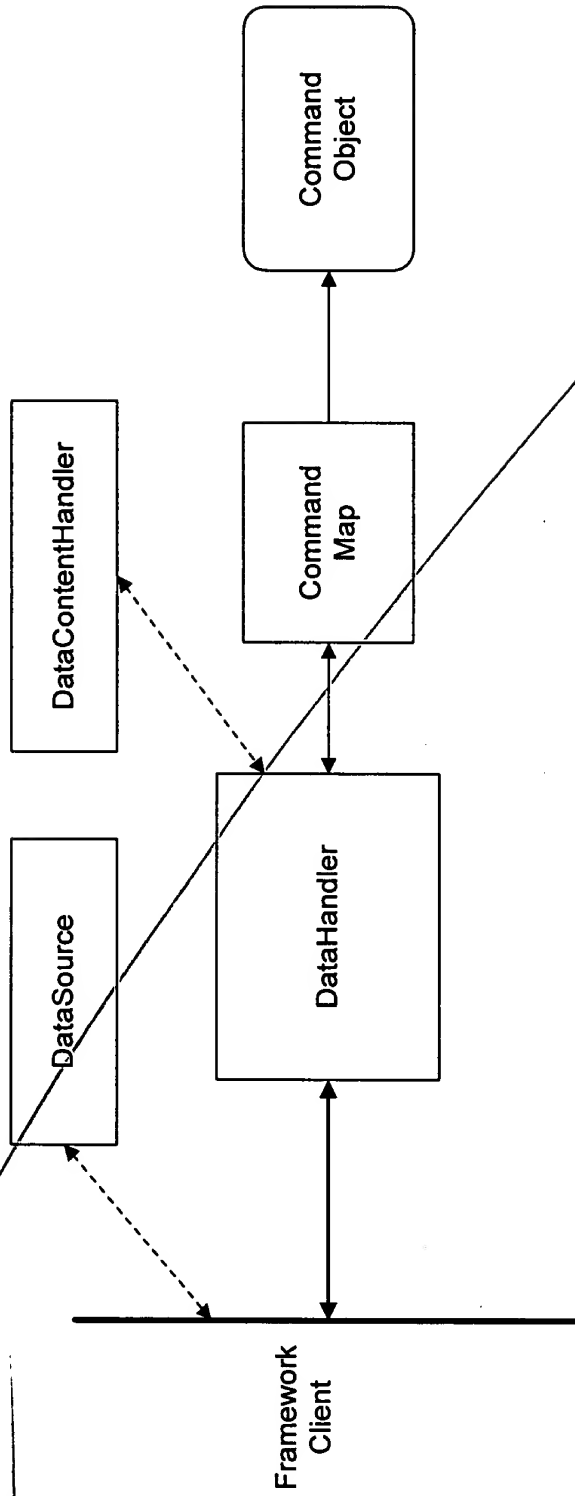 DataSource
DataContentHandler
Framework
Client
DataHandler
Command
Map
Command
Object